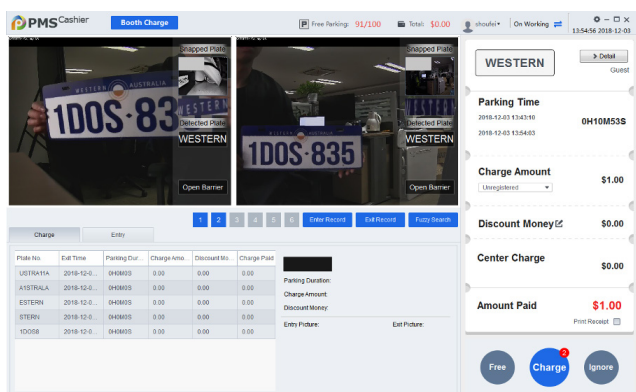 PMS Cashier
Booth Charge
P Free Parking: 91/100
Total: $0.00
shoufei
On Working
13:54:56 2018-12-03
Snapped Plate
WESTERN AUSTRALIA
1DOS·83
Detected Plate
WESTERN
Open Barrier
Snapped Plate
WESTERN AUSTRALIA
1DOS·835
Detected Plate
WESTERN
Open Barrier
1 2 3 4 5 6 Enter Record Exit Record Fuzzy Search
Charge Entry
Plate No. Exit Time Parking Dur... Charge Amo... Discount Mo... Charge Paid
USTRA11A 2018-12-0... 0H0M0S 0.00 0.00 0.00
A1STRALA 2018-12-0... 0H0M0S 0.00 0.00 0.00
ESTERN 2018-12-0... 0H0M0S 0.00 0.00 0.00
STERN 2018-12-0... 0H0M0S 0.00 0.00 0.00
1DOS8 2018-12-0... 0H0M0S 0.00 0.00 0.00
Parking Duration:
Charge Amount:
Discount Money:
Entry Picture: Exit Picture:
WESTERN
> Detail
Guest
Parking Time
2018-12-03 13:43:10
2018-12-03 13:54:03
0H10M53S
Charge Amount
Unregistered
$1.00
Discount Money $0.00
Center Charge
$0.00
Amount Paid $1.00
Print Receipt
Free
Charge
2
Ignore